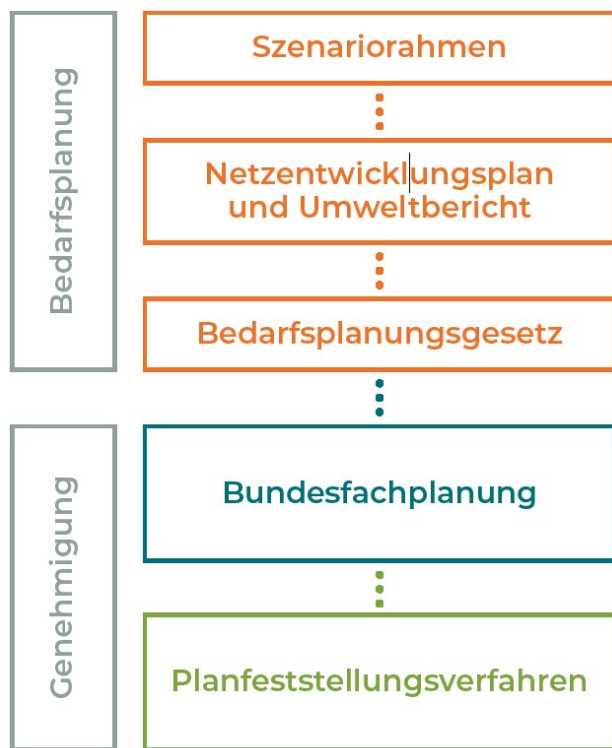 Bedarfsplanung
Szenariorahmen
Netzentwicklungsplan
und Umweltbericht
Bedarfsplanungsgesetz
Genehmigung
Bundesfachplanung
Planfeststellungsverfahren